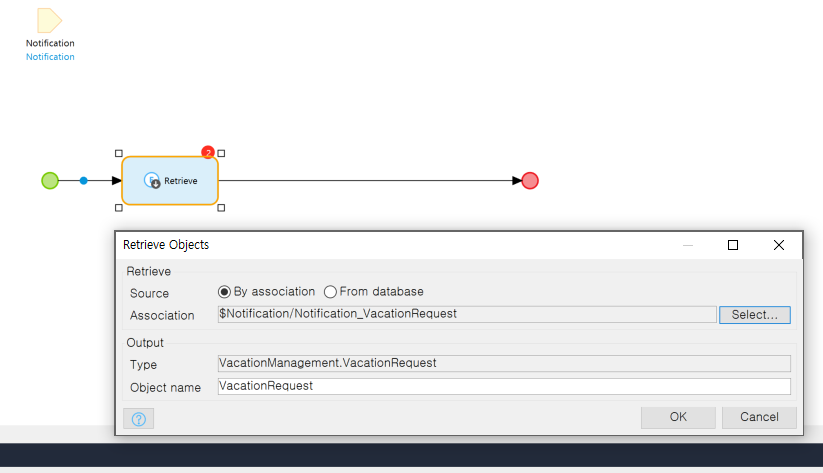 Notification
Notification
2
Retrieve
Retrieve Objects
Retrieve
Source By association From database
Association $Notification/Notification_VacationRequest Select...
Output
Type VacationManagement.VacationRequest
Object name VacationRequest
? OK Cancel